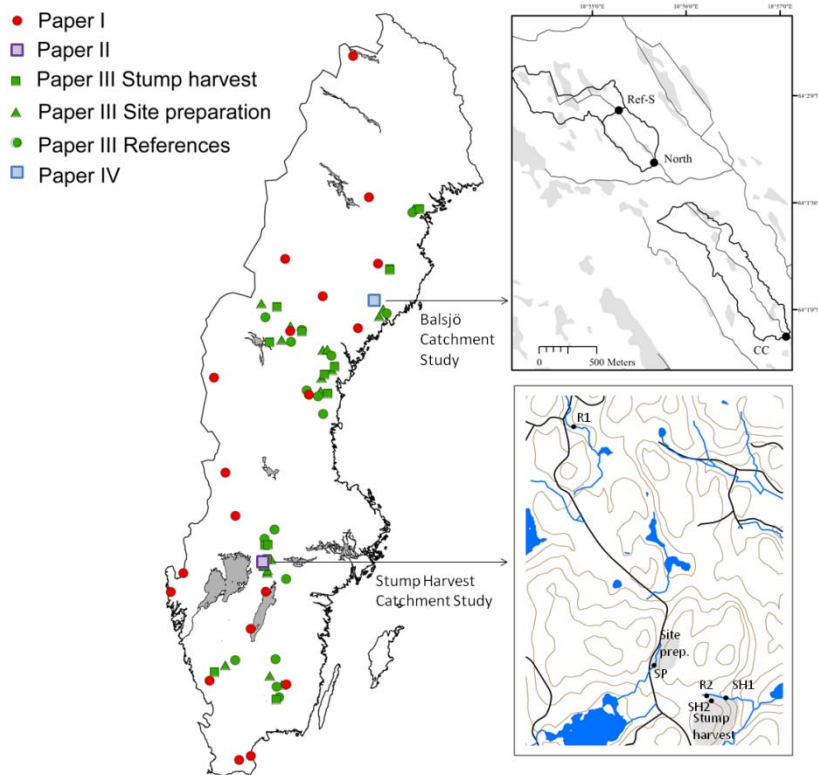 Paper I
Paper II
Paper III Stump harvest
Paper III Site preparation
Paper III References
Paper IV
Balsjö
Catchment
Study
Stump Harvest
Catchment Study
Ref-S
North
CC
0
500 Meters
R1
Site
prep.
SP
R2
SH1
SH2
Stump
harvest